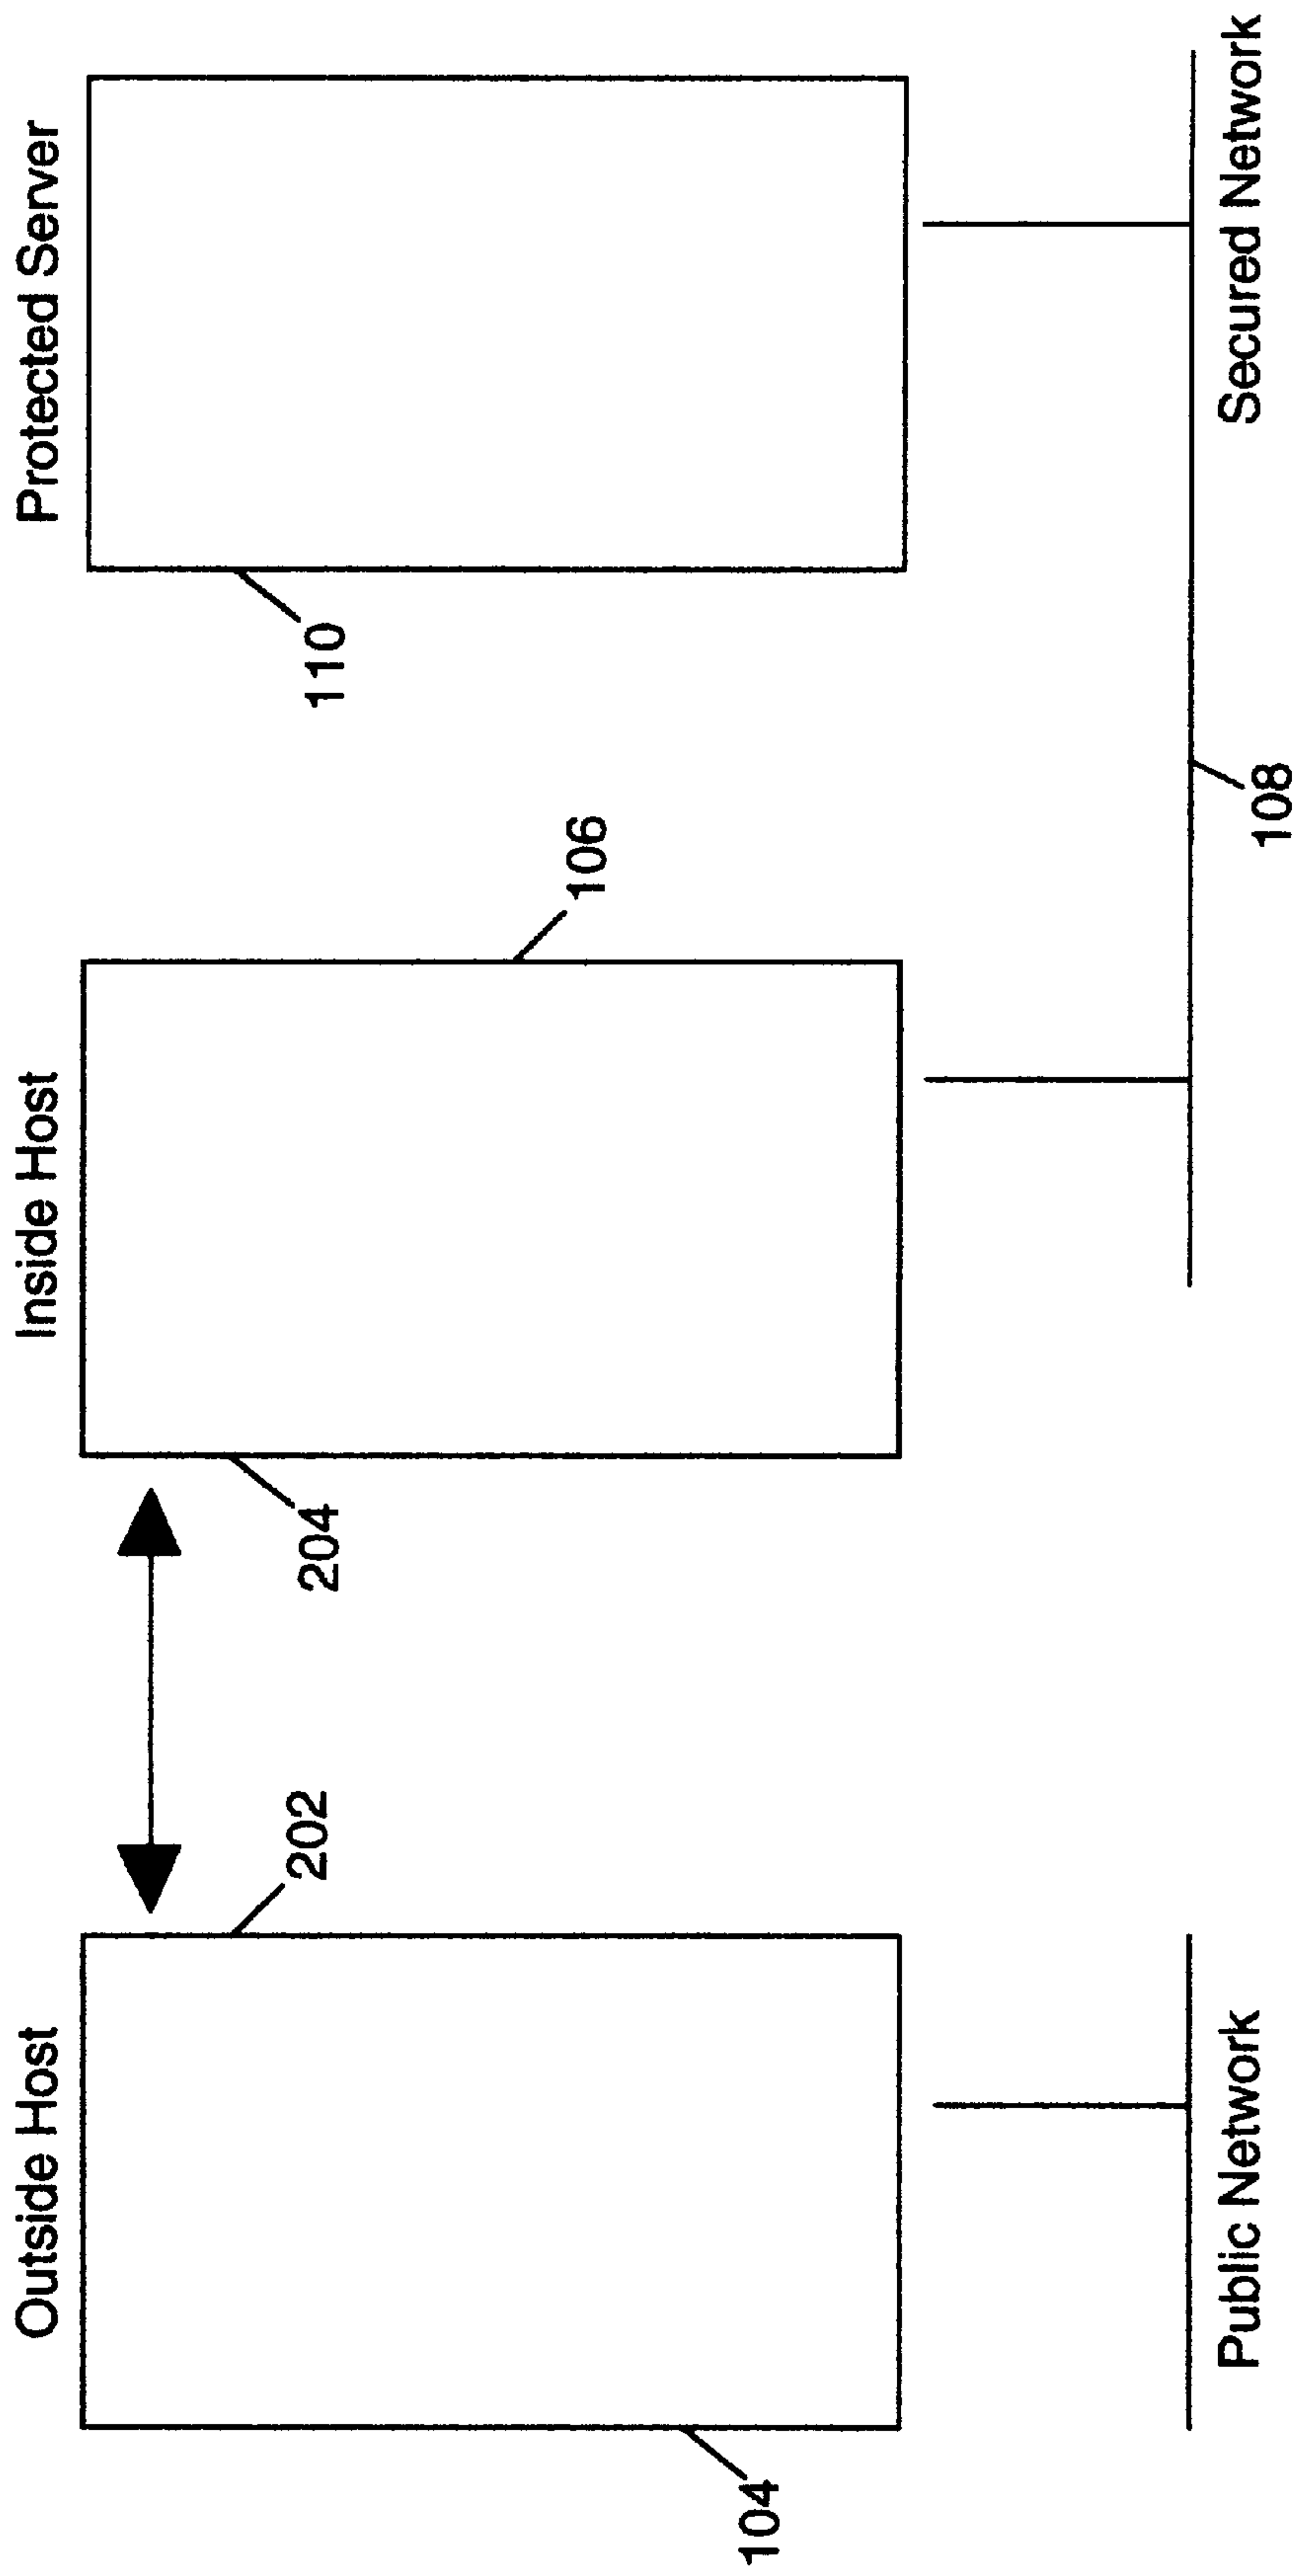 Outside Host
Inside Host
Protected Server
202
204
110
106
104
108
Public Network
Secured Network